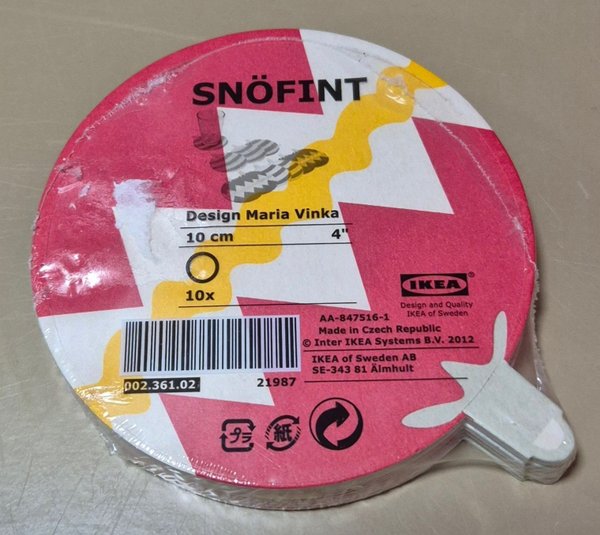 SNÖFINT
Design Maria Vinka
10 cm 4"
10x
IKEA®
Design and Quality
IKEA of Sweden
AA-847516-1
Made in Czech Republic
© Inter IKEA Systems B.V. 2012
IKEA of Sweden AB
SE-343 81 Älmhult
002.361.02 21987
プラ 紙